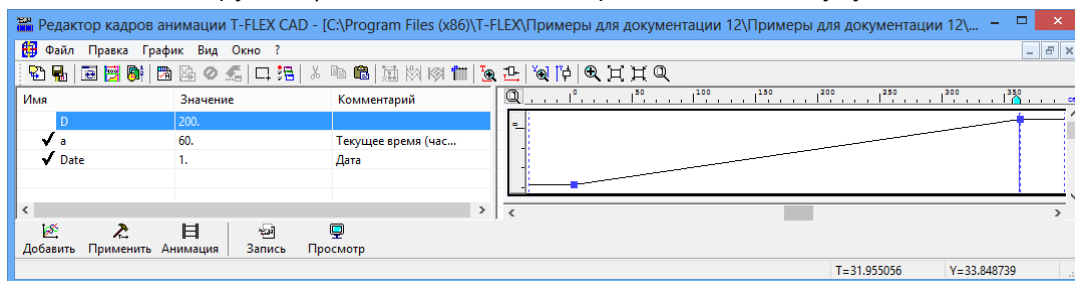 Редактор кадров анимации T-FLEX CAD - [C:\Program Files (x86)\T-FLEX\Примеры для документации 12\Примеры для документации 12\...
Файл Правка График Вид Окно ?
Имя Значение Комментарий
0 50 100 150 200 250 300 350
D 200.
a 60. Текущее время (час...
Date 1. Дата
Добавить Применить Анимация Запись Просмотр
T=31.955056 Y=33.848739